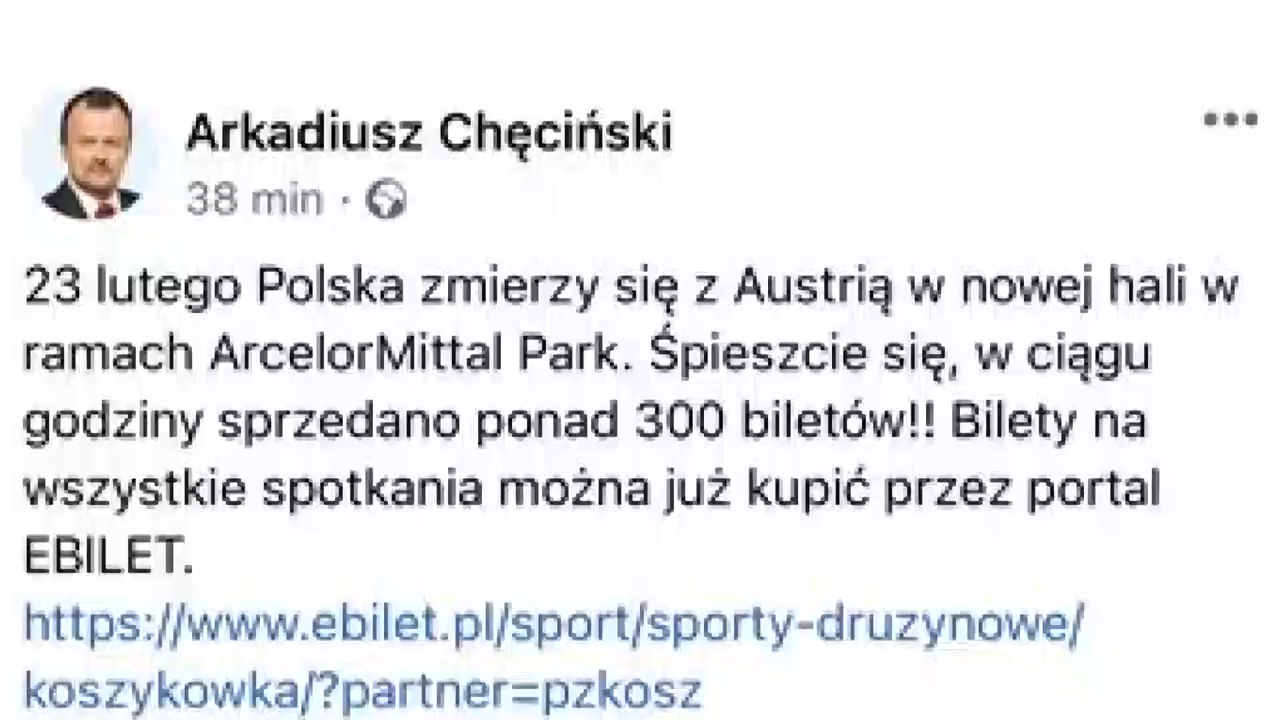 Arkadiusz Chęciński
38 min ·
23 lutego Polska zmierzy się z Austrią w nowej hali w
ramach ArcelorMittal Park. Śpieszcie się, w ciągu
godziny sprzedano ponad 300 biletów!! Bilety na
wszystkie spotkania można już kupić przez portal
EBILET.
https://www.ebilet.pl/sport/sporty-druzynowe/
koszykowka/?partner=pzkosz